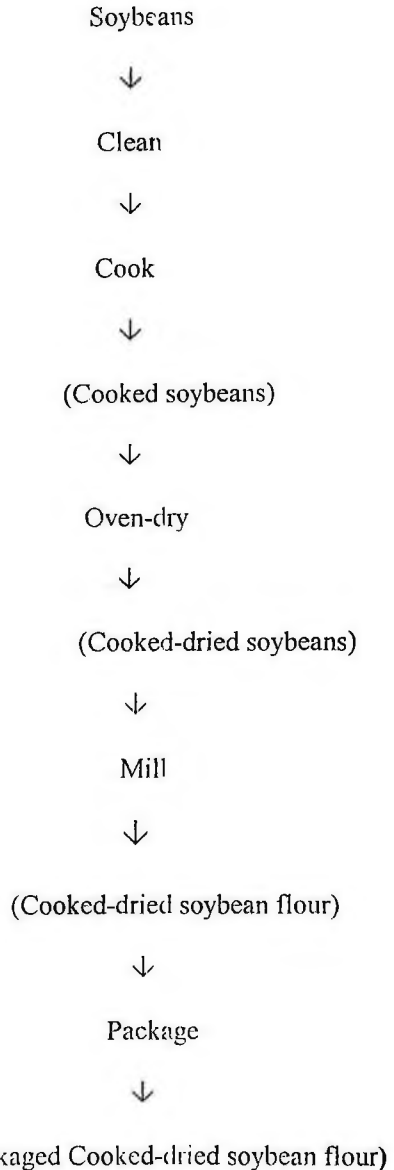 Soybeans
↓
Clean
↓
Cook
↓
(Cooked soybeans)
↓
Oven-dry
↓
(Cooked-dried soybeans)
↓
Mill
↓
(Cooked-dried soybean flour)
↓
Package
↓
kaged Cooked-dried soybean flour)